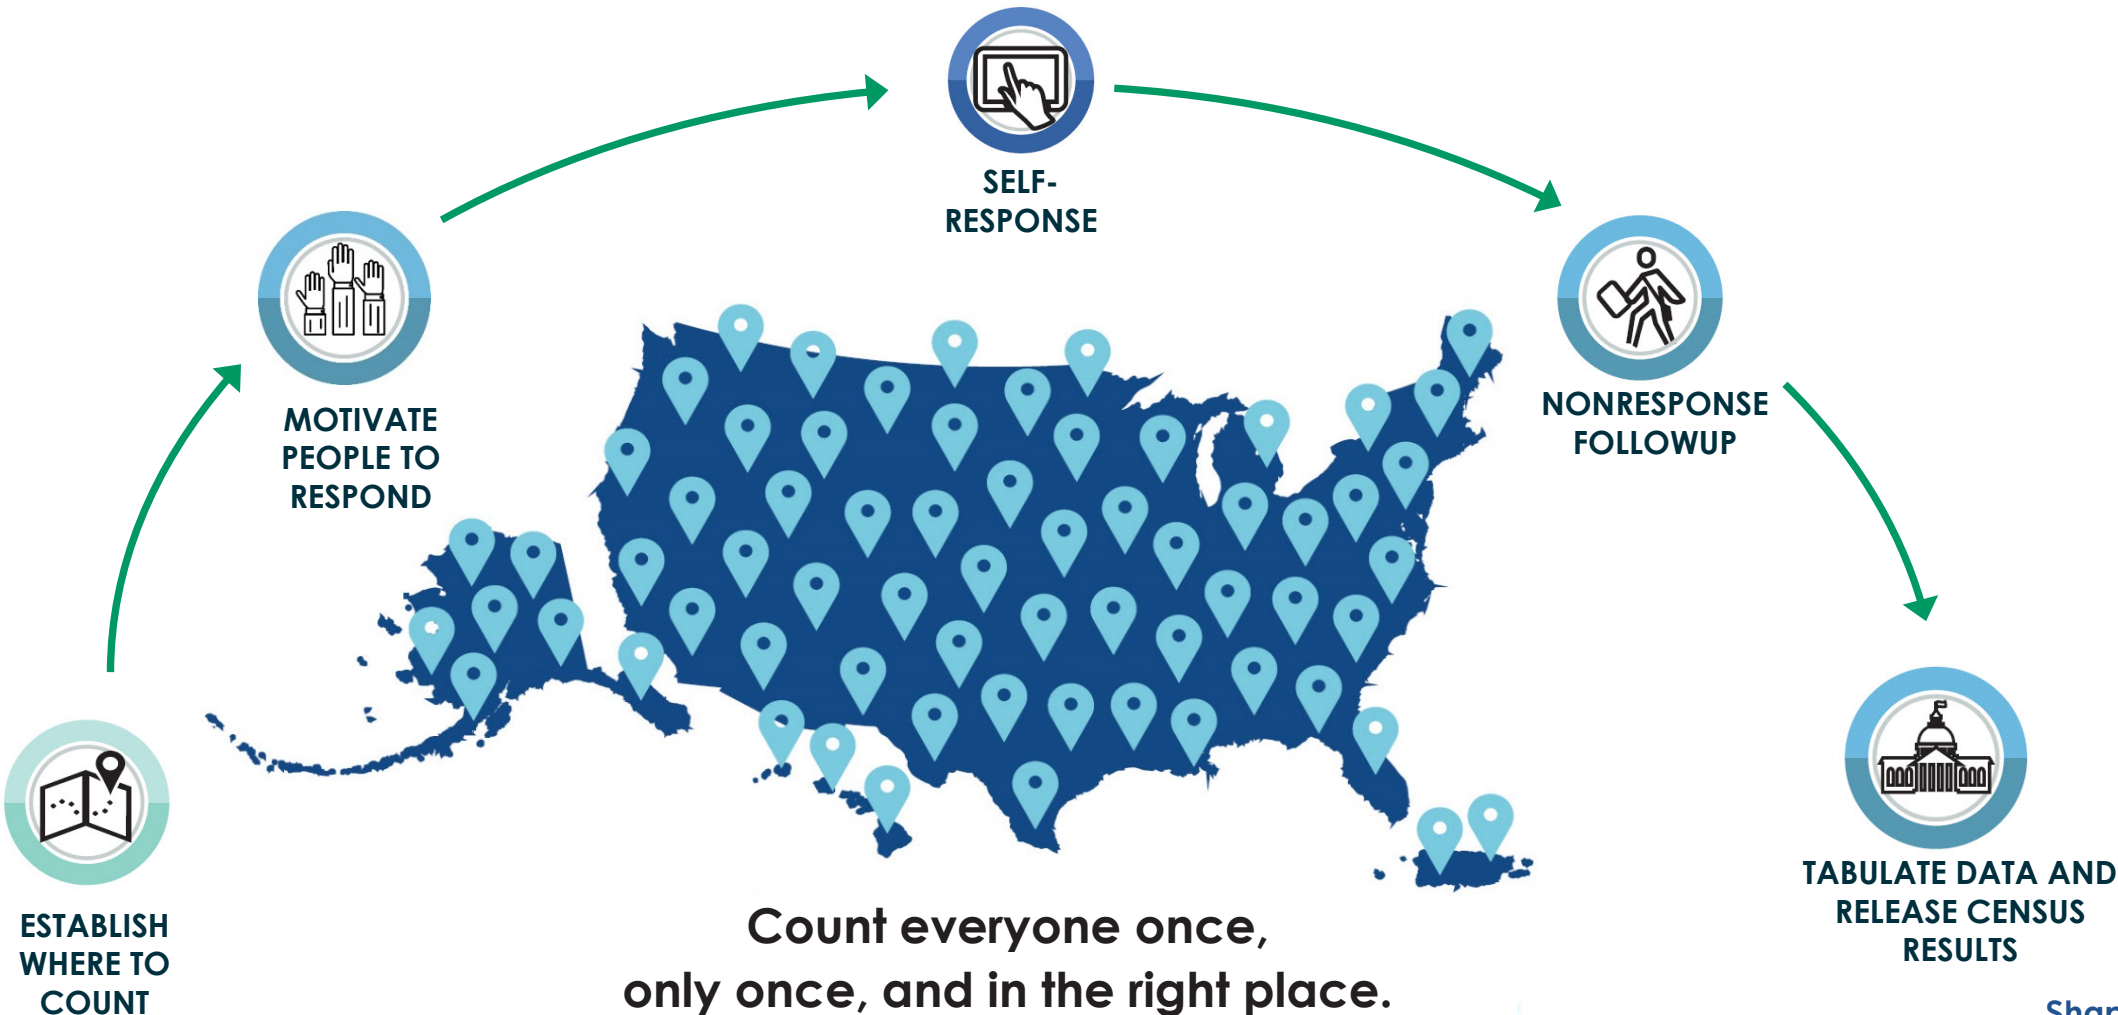 SELF-
RESPONSE
MOTIVATE
PEOPLE TO
RESPOND
NONRESPONSE
FOLLOWUP
ESTABLISH
WHERE TO
COUNT
TABULATE DATA AND
RELEASE CENSUS
RESULTS
Count everyone once,
only once, and in the right place.